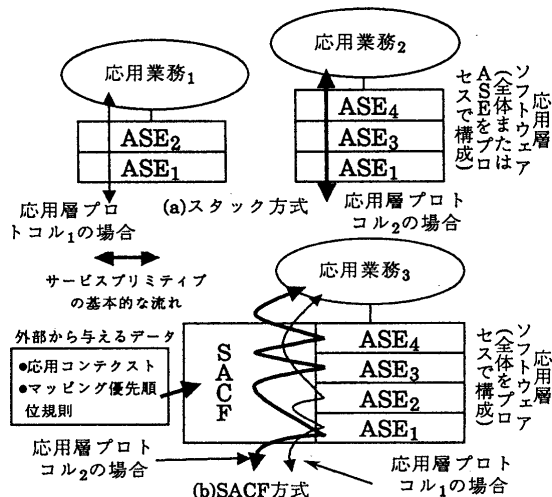 応用業務1
ASE2
ASE1
応用層プロ
トコル1の場合
応用業務2
ASE4
ASE3
ASE1
応用層プロト
コル2の場合
応用層
ソフトウェア
(全体または
ASEをプロ
セスで構成)
(a)スタック方式
サービスプリミティブ
の基本的な流れ
外部から与えるデータ
●応用コンテクスト
●マッピング優先順
位規則
応用業務3
SACF
ASE4
ASE3
ASE2
ASE1
応用層
ソフトウェア
(全体をプロ
セスで構成)
応用層プロト
コル2の場合
応用層プロト
コル1の場合
(b)SACF方式